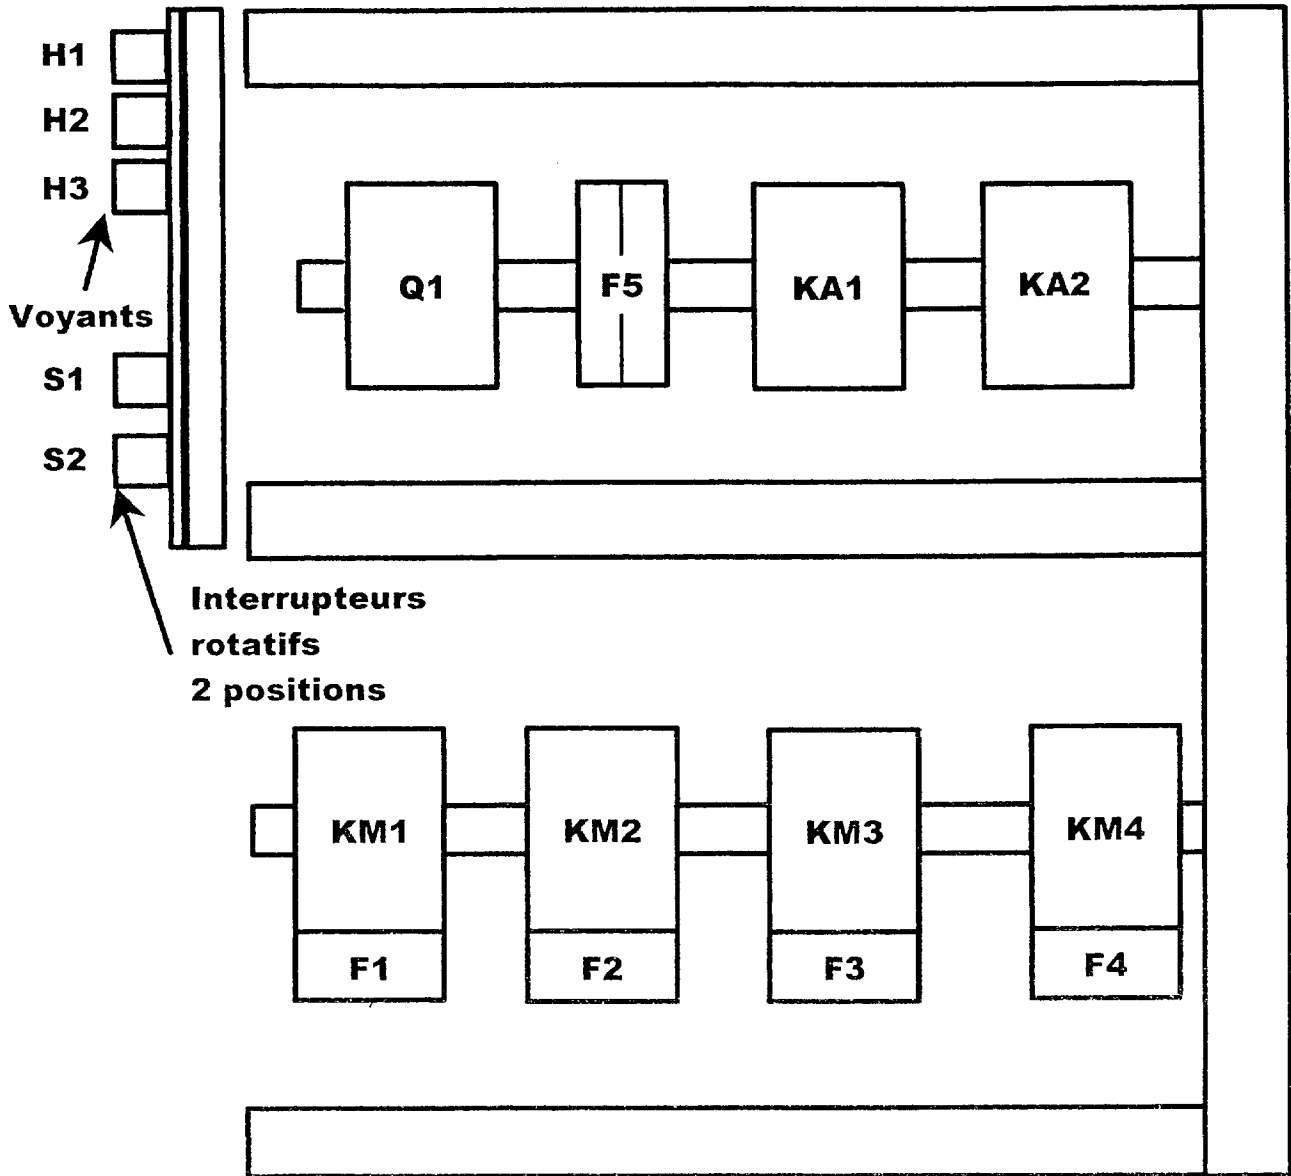 H1
H2
H3
Voyants
S1
S2
Interrupteurs
rotatifs
2 positions
Q1
F5
KA1
KA2
KM1
KM2
KM3
KM4
F1
F2
F3
F4